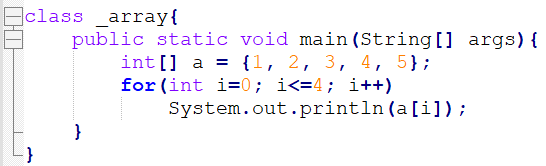 class _array{
    public static void main(String[] args){
        int[] a = {1, 2, 3, 4, 5};
        for(int i=0; i<=4; i++)
            System.out.println(a[i]);
    }
}